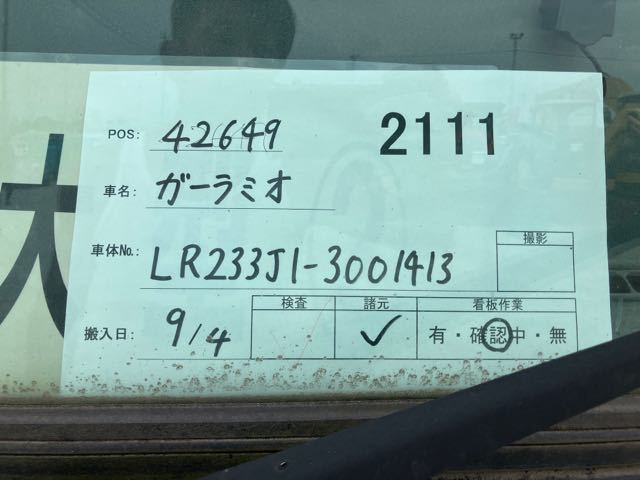 POS: 42649
2111
車名: ガーラミオ
車体No.: LR233J1-3001413
撮影
搬入日: 9/4
検査 諸元 看板作業
✓ 有・確認中・無